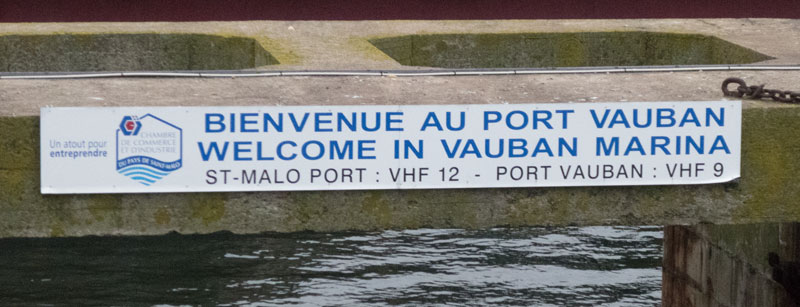 Un atout pour
entreprendre
CHAMBRE
DE COMMERCE
ET D'INDUSTRIE
DU PAYS DE SAINT-MALO
BIENVENUE AU PORT VAUBAN
WELCOME IN VAUBAN MARINA
ST-MALO PORT : VHF 12 - PORT VAUBAN : VHF 9